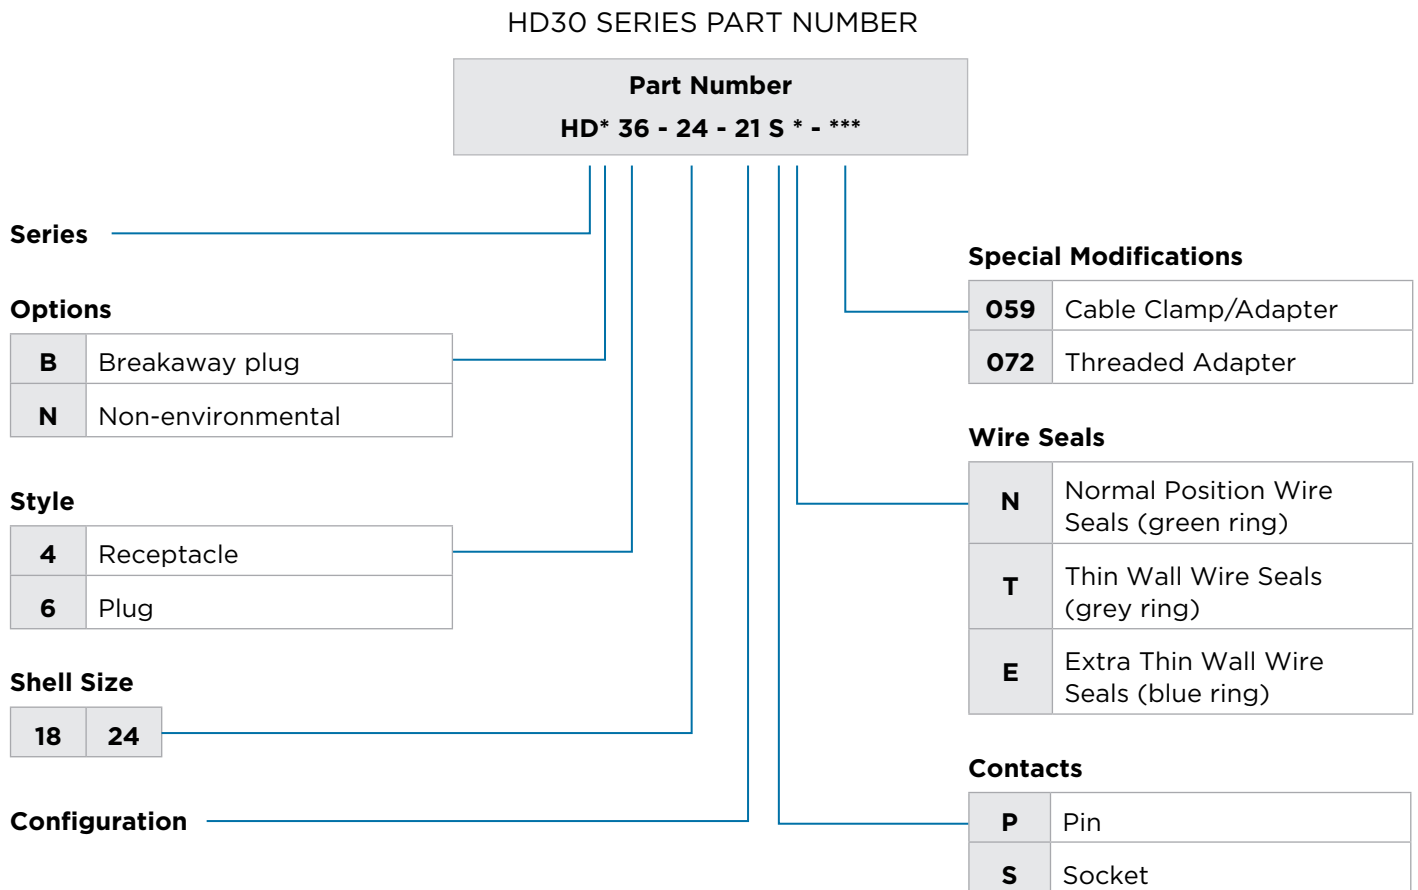 HD30 SERIES PART NUMBER
Part Number
HD* 36 - 24 - 21 S * - ***
Series
Options
B Breakaway plug
N Non-environmental
Style
4 Receptacle
6 Plug
Shell Size
18 24
Configuration
Special Modifications
059 Cable Clamp/Adapter
072 Threaded Adapter
Wire Seals
N Normal Position Wire
Seals (green ring)
T Thin Wall Wire Seals
(grey ring)
E Extra Thin Wall Wire
Seals (blue ring)
Contacts
P Pin
S Socket